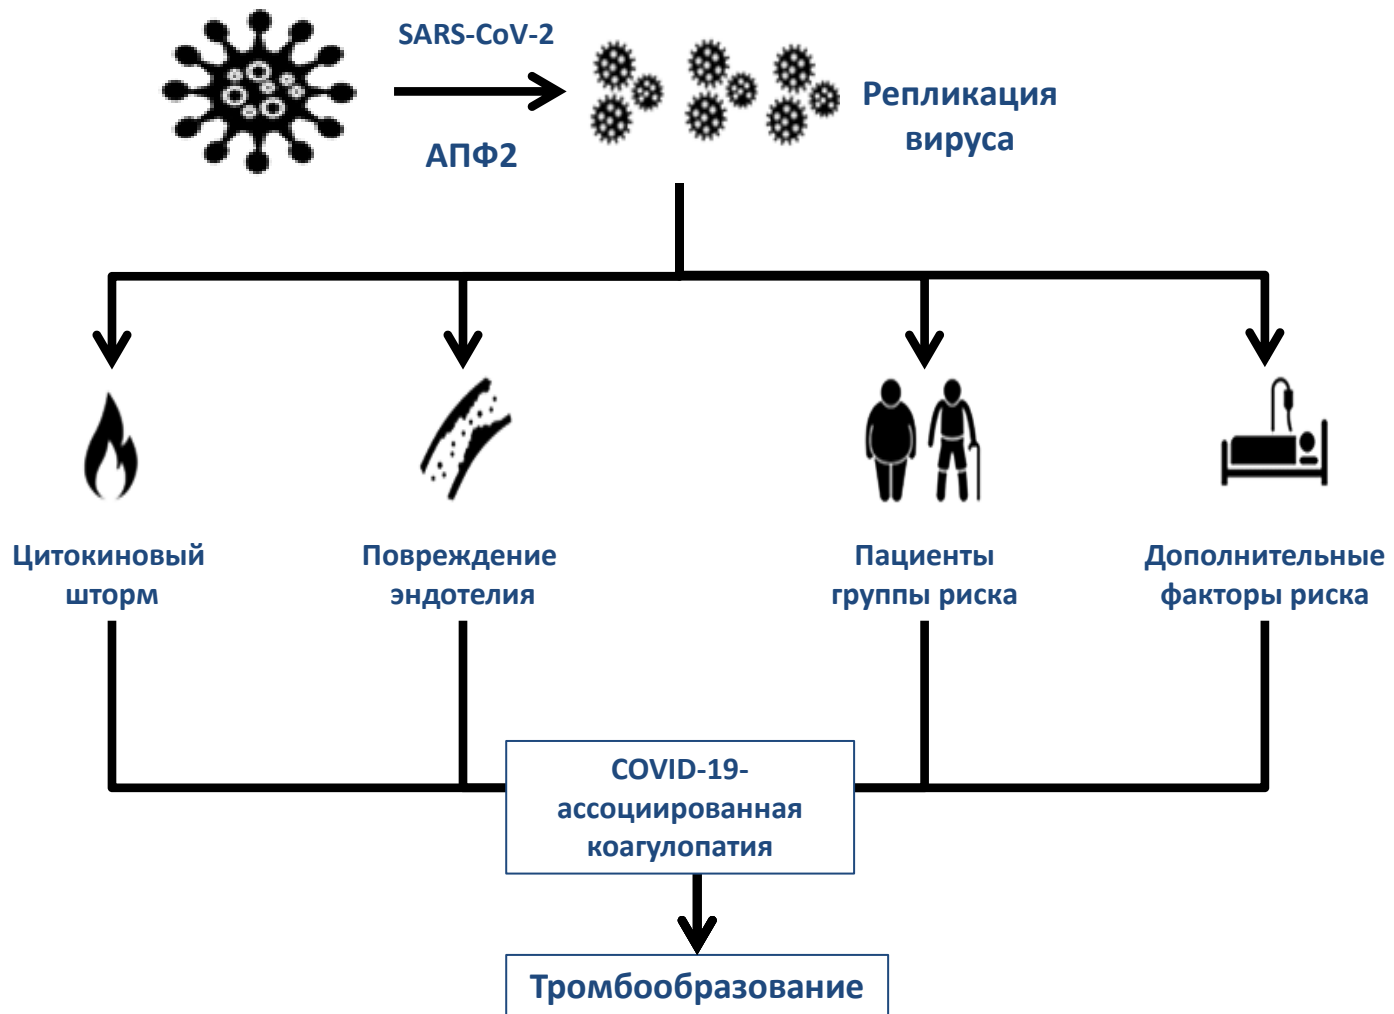 SARS-CoV-2
АПФ2
Репликация
вируса
Цитокиновый
шторм
Повреждение
эндотелия
Пациенты
группы риска
Дополнительные
факторы риска
COVID-19-
ассоциированная
коагулопатия
Тромбообразование